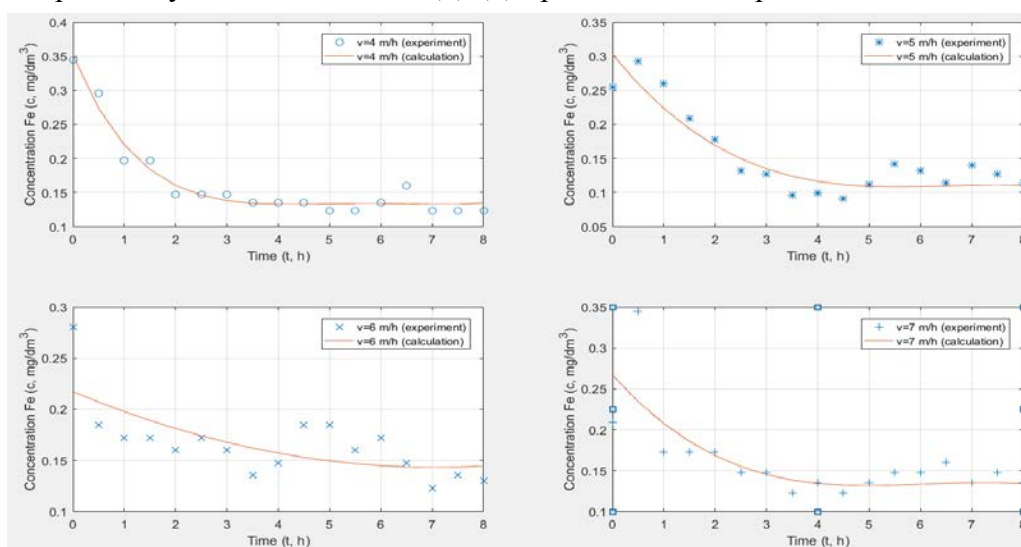 0.4
0.35
0.3
0.25
0.2
0.15
0.1
0 1 2 3 4 5 6 7 8
Concentration Fe (c, mg/dm³)
Time (t, h)
v=4 m/h (experiment)
v=4 m/h (calculation)
0.35
0.3
0.25
0.2
0.15
0.1
0.05
0 1 2 3 4 5 6 7 8
Concentration Fe (c, mg/dm³)
Time (t, h)
v=5 m/h (experiment)
v=5 m/h (calculation)
0.3
0.25
0.2
0.15
0.1
0 1 2 3 4 5 6 7 8
Concentration Fe (c, mg/dm³)
Time (t, h)
v=6 m/h (experiment)
v=6 m/h (calculation)
0.35
0.3
0.25
0.2
0.15
0.1
0 1 2 3 4 5 6 7 8
Concentration Fe (c, mg/dm³)
Time (t, h)
v=7 m/h (experiment)
v=7 m/h (calculation)